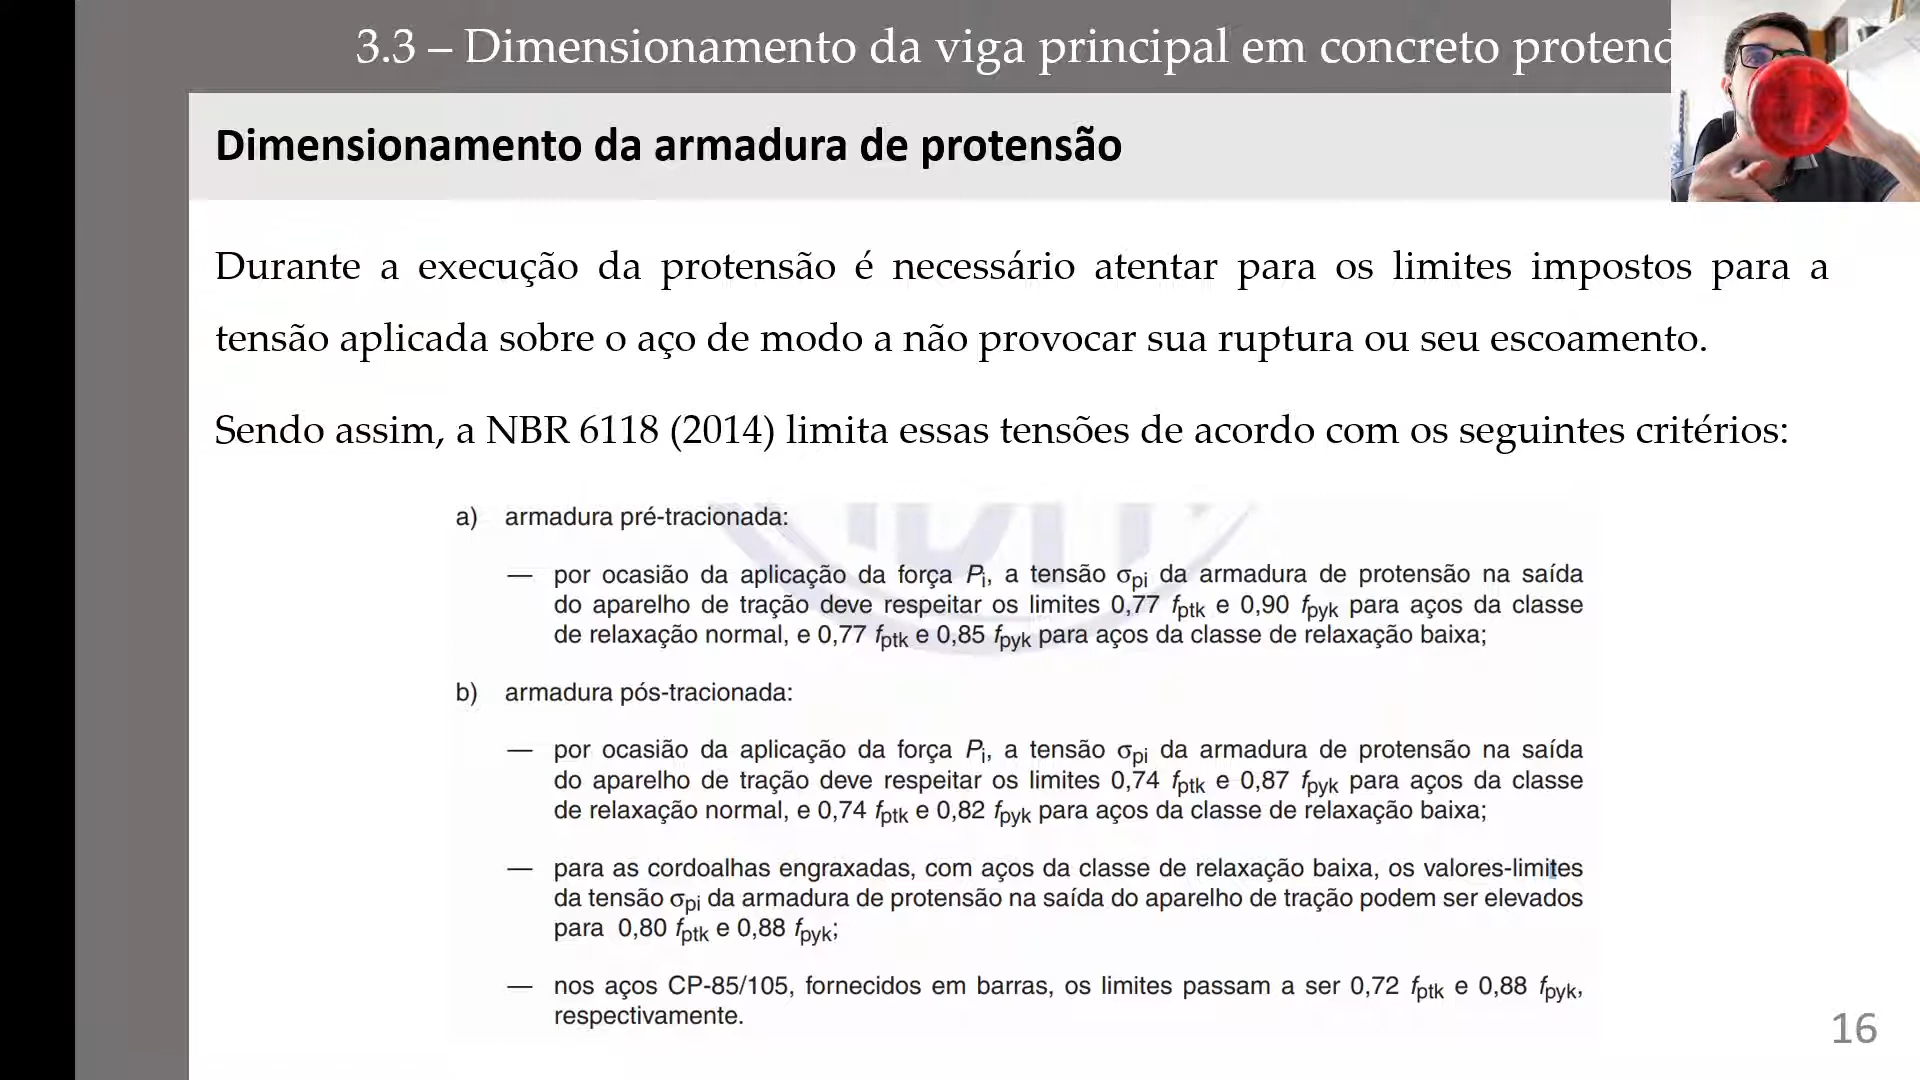 3.3 – Dimensionamento da viga principal em concreto protend
Dimensionamento da armadura de protensão
Durante a execução da protensão é necessário atentar para os limites impostos para a
tensão aplicada sobre o aço de modo a não provocar sua ruptura ou seu escoamento.
Sendo assim, a NBR 6118 (2014) limita essas tensões de acordo com os seguintes critérios:
a) armadura pré-tracionada:
— por ocasião da aplicação da força Pi, a tensão σpi da armadura de protensão na saída
do aparelho de tração deve respeitar os limites 0,77 fptk e 0,90 fpyk para aços da classe
de relaxação normal, e 0,77 fptk e 0,85 fpyk para aços da classe de relaxação baixa;
b) armadura pós-tracionada:
— por ocasião da aplicação da força Pi, a tensão σpi da armadura de protensão na saída
do aparelho de tração deve respeitar os limites 0,74 fptk e 0,87 fpyk para aços da classe
de relaxação normal, e 0,74 fptk e 0,82 fpyk para aços da classe de relaxação baixa;
— para as cordoalhas engraxadas, com aços da classe de relaxação baixa, os valores-limites
da tensão σpi da armadura de protensão na saída do aparelho de tração podem ser elevados
para 0,80 fptk e 0,88 fpyk;
— nos aços CP-85/105, fornecidos em barras, os limites passam a ser 0,72 fptk e 0,88 fpyk,
respectivamente.
16